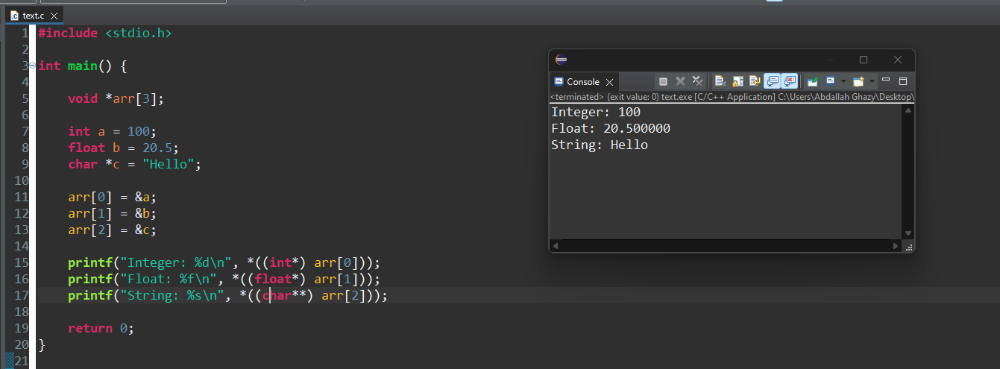 text.c
1 #include <stdio.h>
2
3 int main() {
4
5 void *arr[3];
6
7 int a = 100;
8 float b = 20.5;
9 char *c = "Hello";
10
11 arr[0] = &a;
12 arr[1] = &b;
13 arr[2] = &c;
14
15 printf("Integer: %d\n", *((int*) arr[0]));
16 printf("Float: %f\n", *((float*) arr[1]));
17 printf("String: %s\n", *((char**) arr[2]));
18
19 return 0;
20 }
21
Console
<terminated> (exit value: 0) text.exe [C/C++ Application] C:\Users\Abdallah Ghazy\Desktop\
Integer: 100
Float: 20.500000
String: Hello